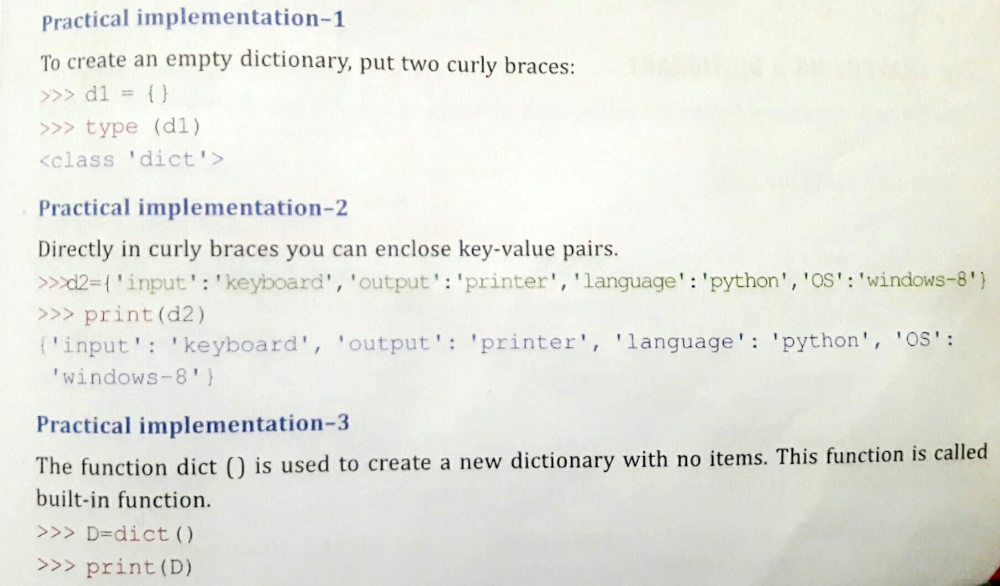 Practical implementation-1
To create an empty dictionary, put two curly braces:
>>> d1 = {}
>>> type (d1)
<class 'dict'>
Practical implementation-2
Directly in curly braces you can enclose key-value pairs.
>>>d2={'input':'keyboard','output':'printer','language':'python','OS':'windows-8'}
>>> print(d2)
{'input': 'keyboard', 'output': 'printer', 'language': 'python', 'OS':
'windows-8'}
Practical implementation-3
The function dict () is used to create a new dictionary with no items. This function is called
built-in function.
>>> D=dict()
>>> print(D)